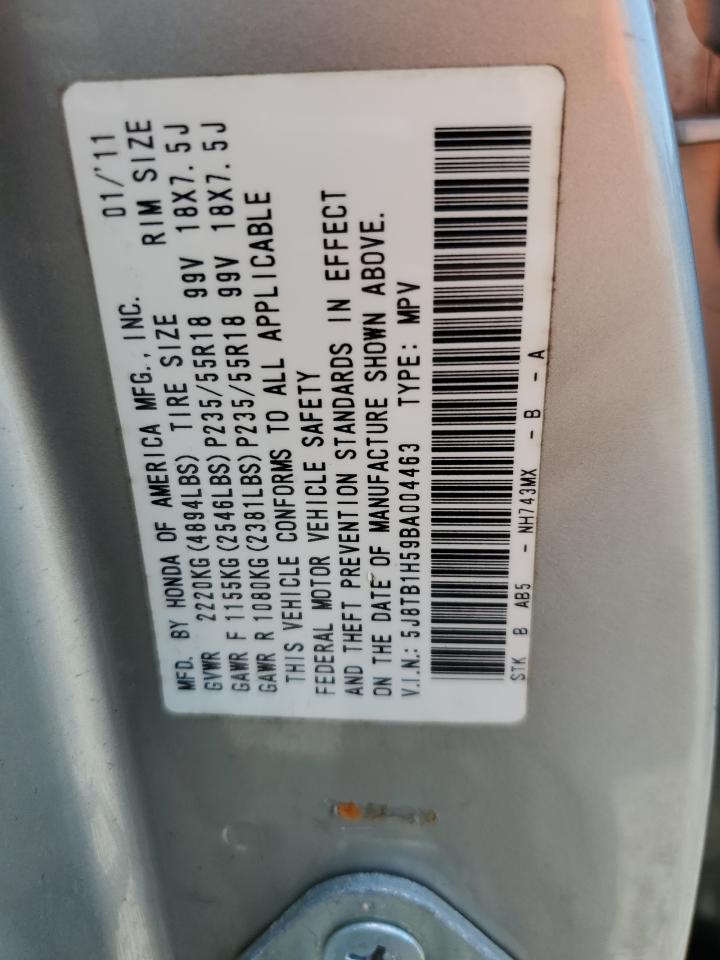 MFD. BY HONDA OF AMERICA MFG., INC. 01/'11
GVWR 2220KG(4894LBS) TIRE SIZE RIM SIZE
GAWR F 1155KG(2546LBS)P235/55R18 99V 18X7.5J
GAWR R 1080KG(2381LBS)P235/55R18 99V 18X7.5J
THIS VEHICLE CONFORMS TO ALL APPLICABLE
FEDERAL MOTOR VEHICLE SAFETY
AND THEFT PREVENTION STANDARDS IN EFFECT
ON THE DATE OF MANUFACTURE SHOWN ABOVE.
V.I.N.: 5J8TB1H59BA004463 TYPE: MPV
STK B AB5 - NH743MX - B - A